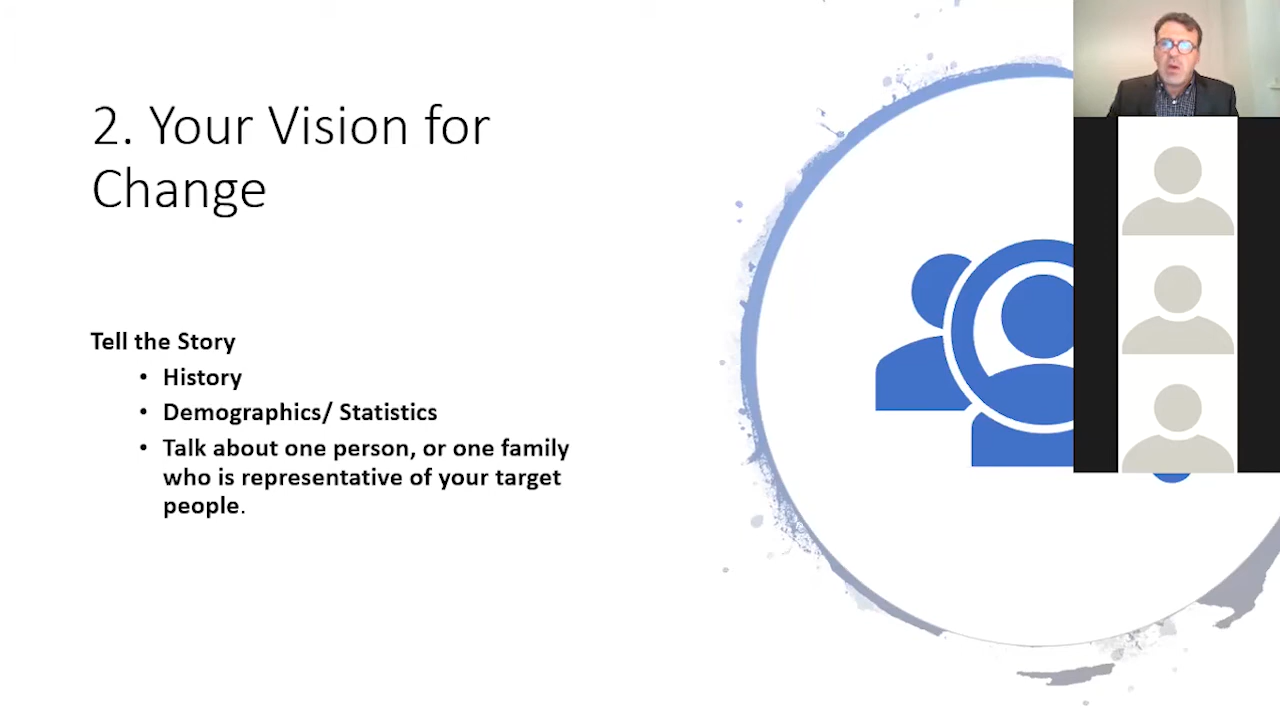 2. Your Vision for
Change
Tell the Story
• History
• Demographics/ Statistics
• Talk about one person, or one family
who is representative of your target
people.